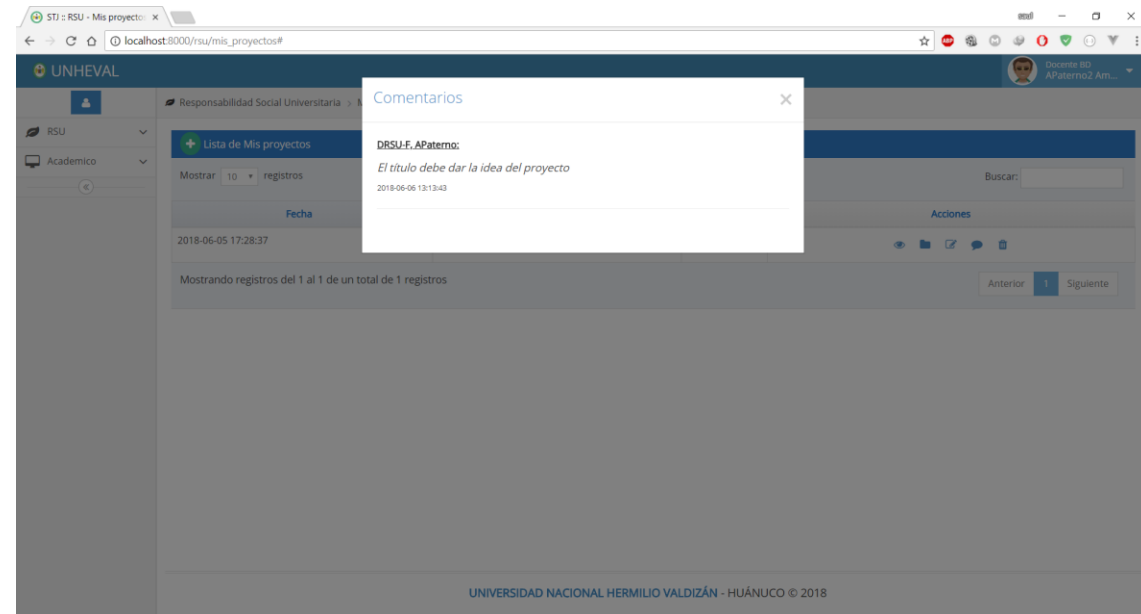 STJ :: RSU - Mis proyecto
localhost:8000/rsu/mis_proyectos#
ABP
UNHEVAL
Docente BD
APaterno2 Am...
Responsabilidad Social Universitaria > M
RSU
Academico
Comentarios
DRSU-F, APaterno:
El título debe dar la idea del proyecto
2018-06-06 13:13:43
Lista de Mis proyectos
Mostrar 10 registros
Buscar:
Fecha
Acciones
2018-06-05 17:28:37
Mostrando registros del 1 al 1 de un total de 1 registros
Anterior 1 Siguiente
UNIVERSIDAD NACIONAL HERMILIO VALDIZÁN - HUÁNUCO © 2018